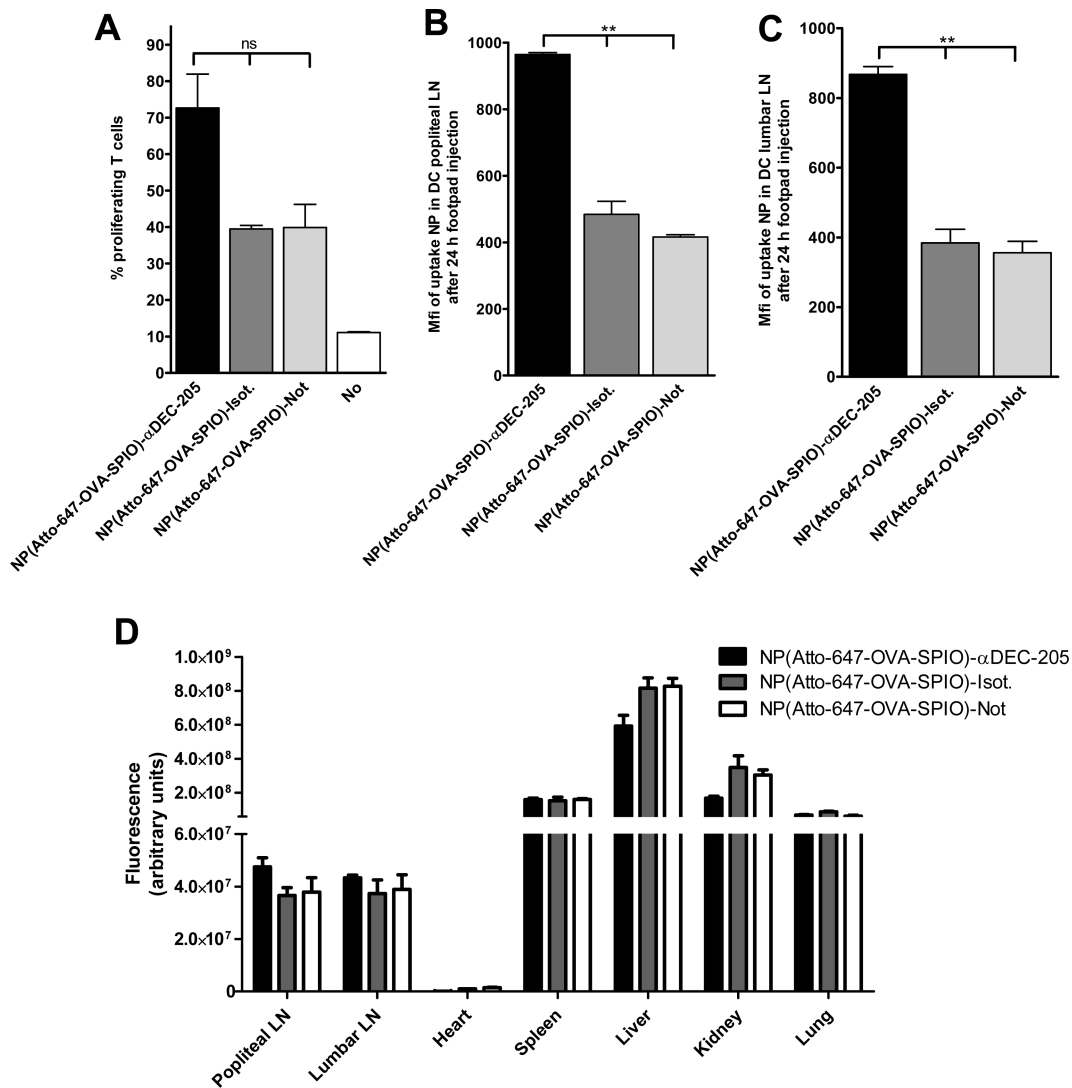 A
ns
90
80
70
60
50
40
30
20
10
0
% proliferating T cells
NP(Atto-647-OVA-SPIO)-αDEC-205
NP(Atto-647-OVA-SPIO)-Isot.
NP(Atto-647-OVA-SPIO)-Not
No
B
**
1000
800
600
400
200
0
Mfi of uptake NP in DC popliteal LN
after 24 h footpad injection
NP(Atto-647-OVA-SPIO)-αDEC-205
NP(Atto-647-OVA-SPIO)-Isot.
NP(Atto-647-OVA-SPIO)-Not
C
**
800
600
400
200
0
Mfi of uptake NP in DC lumbar LN
after 24 h footpad injection
NP(Atto-647-OVA-SPIO)-αDEC-205
NP(Atto-647-OVA-SPIO)-Isot.
NP(Atto-647-OVA-SPIO)-Not
D
1.0×10⁹
8.0×10⁸
6.0×10⁸
4.0×10⁸
2.0×10⁸
6.0×10⁷
4.0×10⁷
2.0×10⁷
0
Fluorescence
(arbitrary units)
NP(Atto-647-OVA-SPIO)-αDEC-205
NP(Atto-647-OVA-SPIO)-Isot.
NP(Atto-647-OVA-SPIO)-Not
Popliteal LN
Lumbar LN
Heart
Spleen
Liver
Kidney
Lung